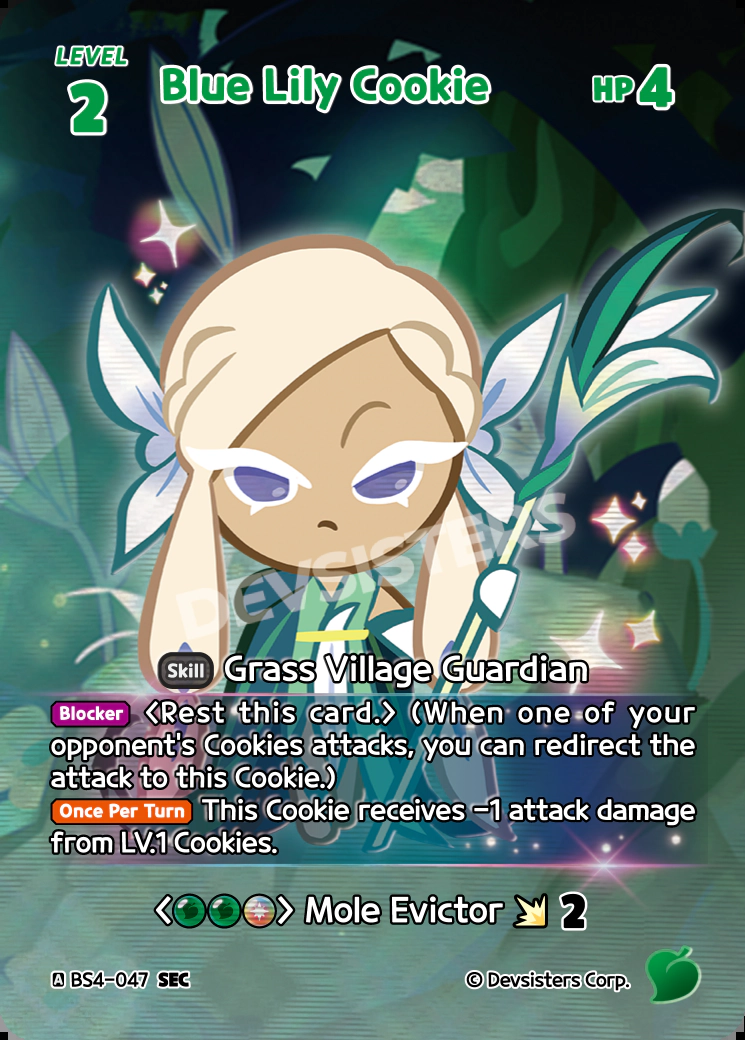 LEVEL
2
Blue Lily Cookie
HP 4
DEVSISTERS
Skill Grass Village Guardian
Blocker <Rest this card.> (When one of your
opponent's Cookies attacks, you can redirect the
attack to this Cookie.)
Once Per Turn This Cookie receives -1 attack damage
from LV.1 Cookies.
< > Mole Evictor 2
A BS4-047 SEC
© Devsisters Corp.